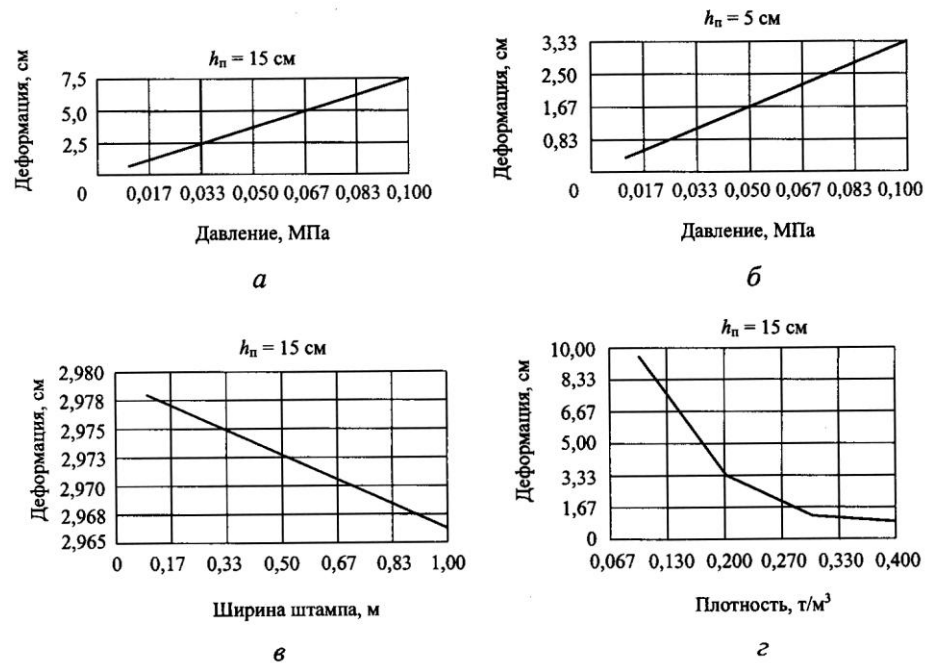 hп = 15 см
Деформация, см
7,5
5,0
2,5
0 0,017 0,033 0,050 0,067 0,083 0,100
Давление, МПа
а
hп = 5 см
Деформация, см
3,33
2,50
1,67
0,83
0 0,017 0,033 0,050 0,067 0,083 0,100
Давление, МПа
б
hп = 15 см
Деформация, см
2,980
2,978
2,975
2,973
2,970
2,968
2,965
0 0,17 0,33 0,50 0,67 0,83 1,00
Ширина штампа, м
в
hп = 15 см
Деформация, см
10,00
8,33
6,67
5,00
3,33
1,67
0
0,067 0,130 0,200 0,270 0,330 0,400
Плотность, т/м³
г